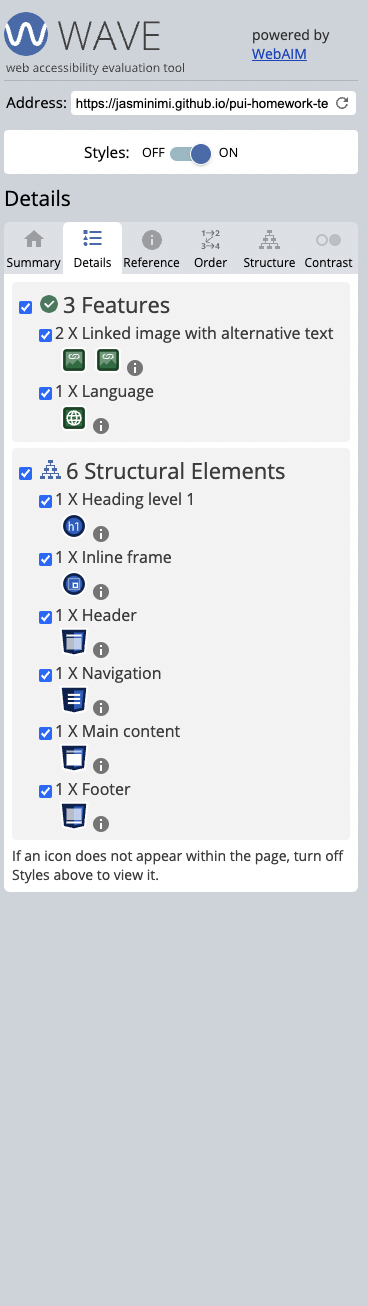 WAVE
web accessibility evaluation tool
powered by
WebAIM
Address: https://jasminimi.github.io/pui-homework-te
Styles: OFF ON
Details
Summary Details Reference Order Structure Contrast
3 Features
2 X Linked image with alternative text
1 X Language
6 Structural Elements
1 X Heading level 1
h1
1 X Inline frame
1 X Header
1 X Navigation
1 X Main content
1 X Footer
If an icon does not appear within the page, turn off
Styles above to view it.